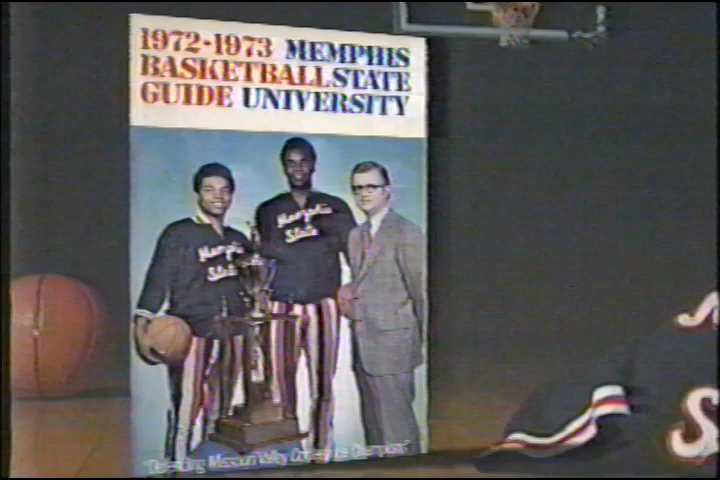 1972-1973 MEMPHIS
BASKETBALL STATE
GUIDE UNIVERSITY
Memphis
State
Memphis
State
"Defending Missouri Valley Conference Champions"